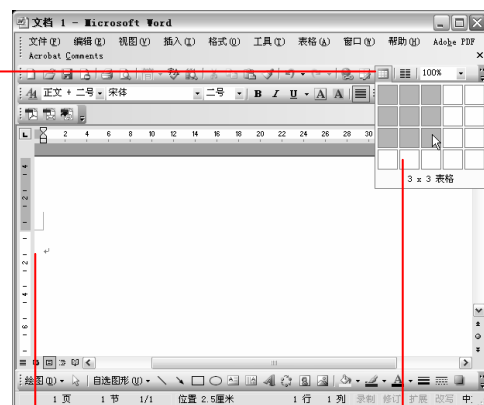 文档 1 - Microsoft Word
文件(F) 编辑(E) 视图(V) 插入(I) 格式(O) 工具(T) 表格(A) 窗口(W) 帮助(H) Adobe PDF
Acrobat Comments
100%
正文 + 二号 宋体 二号 B I U A A
2 4 6 8 10 12 14 16 18 20 22 24 26 28 30
3 x 3 表格
绘图(D) 自选图形(U)
1 页 1 节 1/1 位置 2.5厘米 1 行 1 列 录制 修订 扩展 改写 中